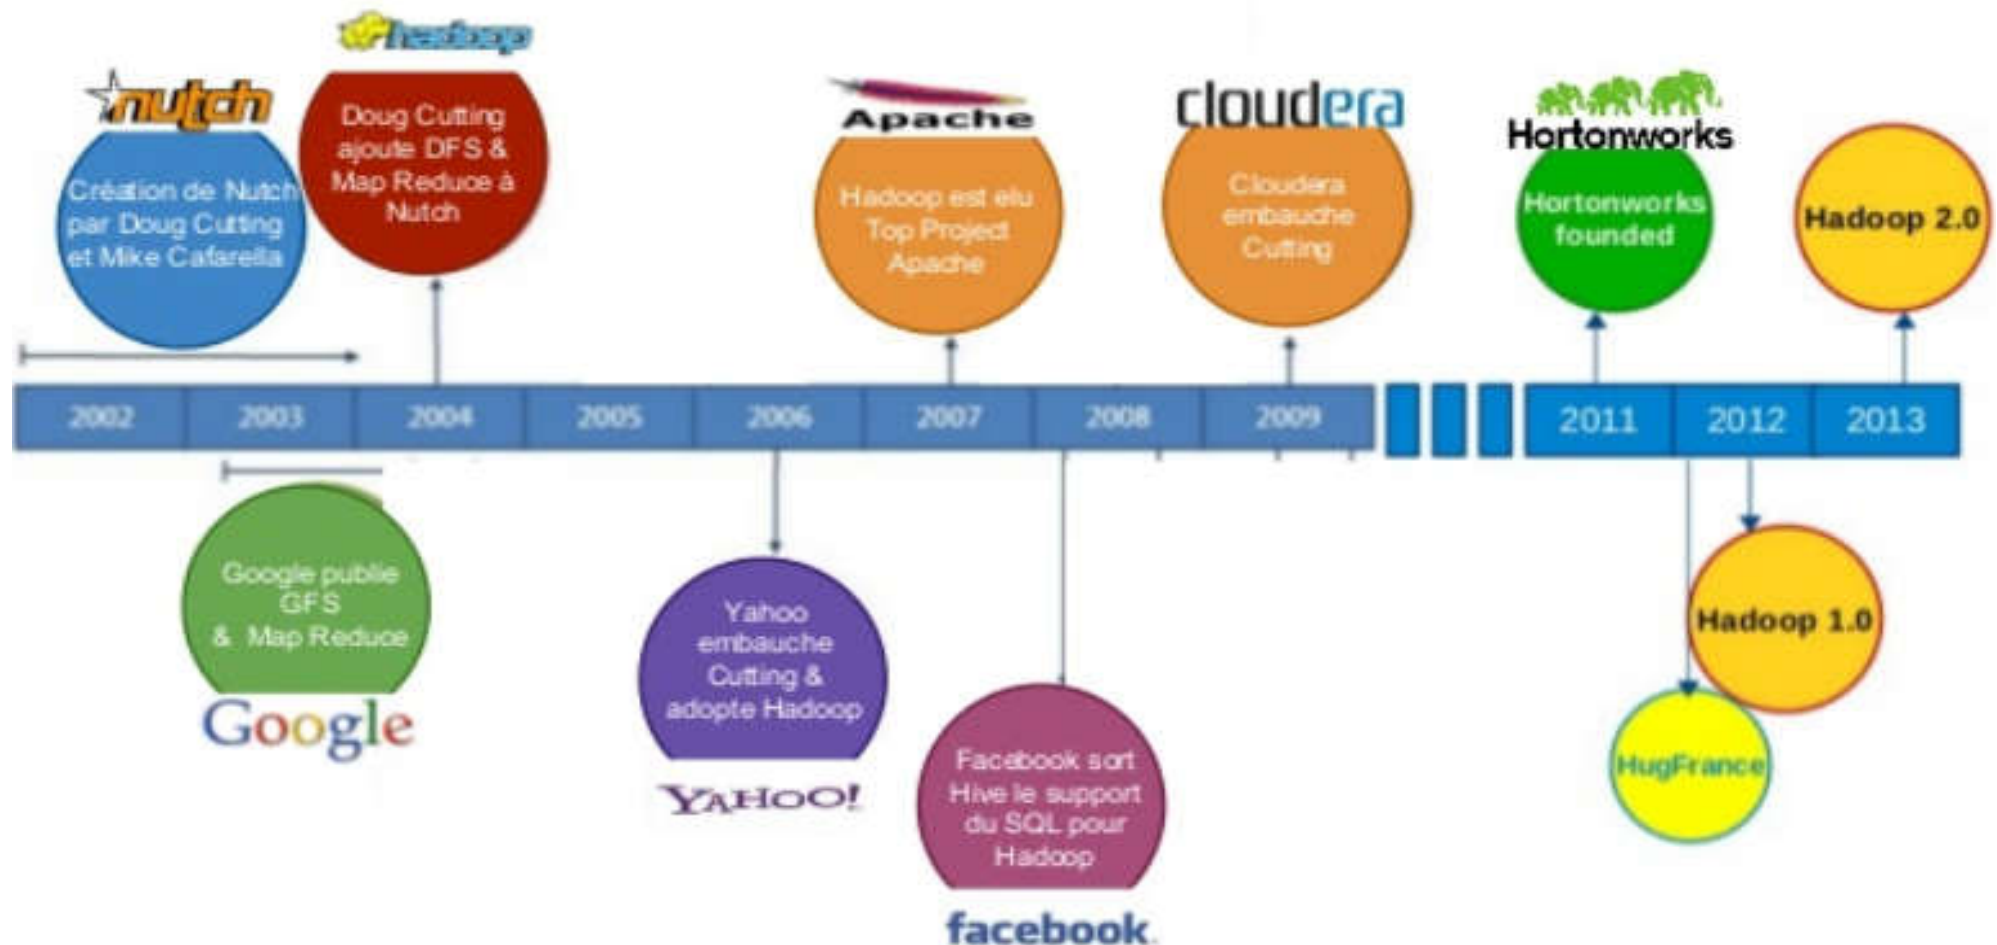 hadoop
nutch
Doug Cutting
ajoute DFS &
Map Reduce à
Nutch
Création de Nutch
par Doug Cutting
et Mike Cafarella
Apache
Hadoop est elu
Top Project
Apache
cloudera
Cloudera
embauche
Cutting
Hortonworks
Hortonworks
founded
Hadoop 2.0
2002 2003 2004 2005 2006 2007 2008 2009 2011 2012 2013
Google publie
GFS
& Map Reduce
Google
Yahoo
embauche
Cutting &
adopte Hadoop
YAHOO!
Facebook sort
Hive le support
du SQL pour
Hadoop
facebook
Hadoop 1.0
HugFrance